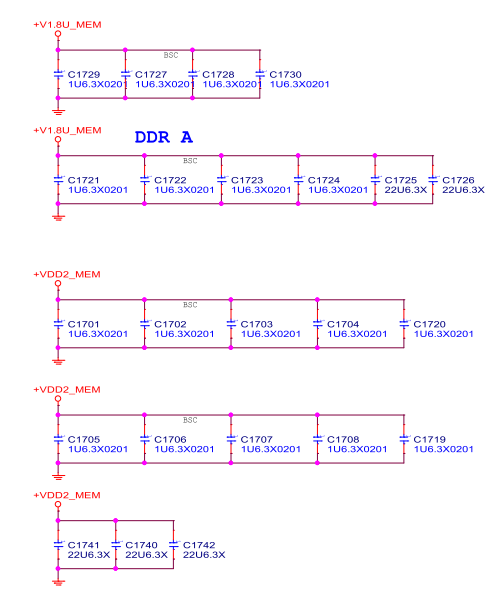 +V1.8U_MEM
BSC
C1729 C1727 C1728 C1730
1U6.3X0201 1U6.3X0201 1U6.3X0201 1U6.3X0201
+V1.8U_MEM
DDR A
BSC
C1721 C1722 C1723 C1724 C1725 C1726
1U6.3X0201 1U6.3X0201 1U6.3X0201 1U6.3X0201 22U6.3X 22U6.3X
+VDD2_MEM
BSC
C1701 C1702 C1703 C1704 C1720
1U6.3X0201 1U6.3X0201 1U6.3X0201 1U6.3X0201 1U6.3X0201
+VDD2_MEM
BSC
C1705 C1706 C1707 C1708 C1719
1U6.3X0201 1U6.3X0201 1U6.3X0201 1U6.3X0201 1U6.3X0201
+VDD2_MEM
C1741 C1740 C1742
22U6.3X 22U6.3X 22U6.3X